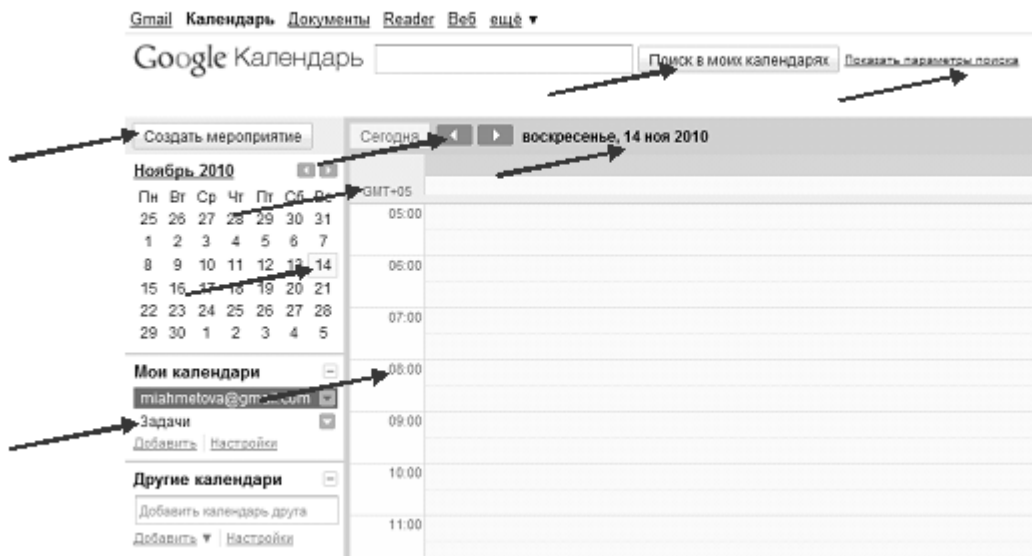 Gmail Календарь Документы Reader Веб ещё ▼
Google Календарь
Поиск в моих календарях Показать параметры поиска
Создать мероприятие
Сегодня
воскресенье, 14 ноя 2010
Ноябрь 2010
Пн Вт Ср Чт Пт Сб Вс
25 26 27 28 29 30 31
1 2 3 4 5 6 7
8 9 10 11 12 13 14
15 16 17 18 19 20 21
22 23 24 25 26 27 28
29 30 1 2 3 4 5
Мои календари
miahmetova@gmail.com
Задачи
Добавить Настройки
Другие календари
Добавить календарь друга
Добавить ▼ Настройки
GMT+05
05:00
06:00
07:00
08:00
09:00
10:00
11:00